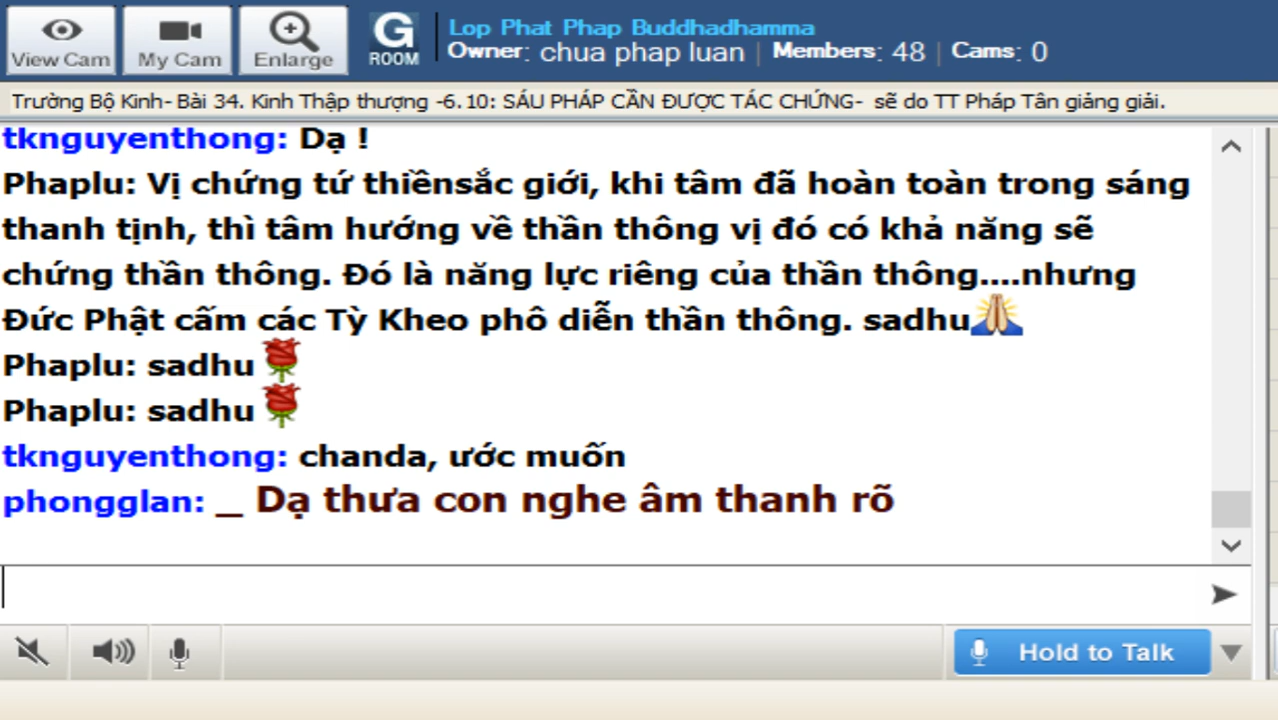 View Cam
My Cam
Enlarge
G
ROOM
Lop Phat Phap Buddhadhamma
Owner: chua phap luan | Members: 48 | Cams: 0
Trường Bộ Kinh- Bài 34. Kinh Thập thượng -6.10: SÁU PHÁP CẦN ĐƯỢC TÁC CHỨNG- sẽ do TT Pháp Tân giảng giải.
tknguyenthong: Dạ !
Phaplu: Vị chứng tứ thiềnsắc giới, khi tâm đã hoàn toàn trong sáng
thanh tịnh, thì tâm hướng về thần thông vị đó có khả năng sẽ
chứng thần thông. Đó là năng lực riêng của thần thông....nhưng
Đức Phật cấm các Tỳ Kheo phô diễn thần thông. sadhu
Phaplu: sadhu
Phaplu: sadhu
tknguyenthong: chanda, ước muốn
phongglan: _ Dạ thưa con nghe âm thanh rõ
Hold to Talk